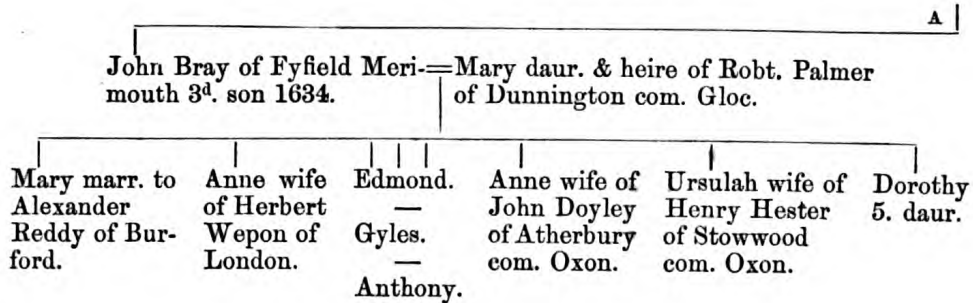 A
John Bray of Fyfield Meri-=Mary daur. & heire of Robt. Palmer
mouth 3d. son 1634. of Dunnington com. Gloc.
Mary marr. to
Alexander
Reddy of Bur-
ford.
Anne wife
of Herbert
Wepon of
London.
Edmond.
—
Gyles.
—
Anthony.
Anne wife of
John Doyley
of Atherbury
com. Oxon.
Ursulah wife of
Henry Hester
of Stowwood
com. Oxon.
Dorothy
5. daur.